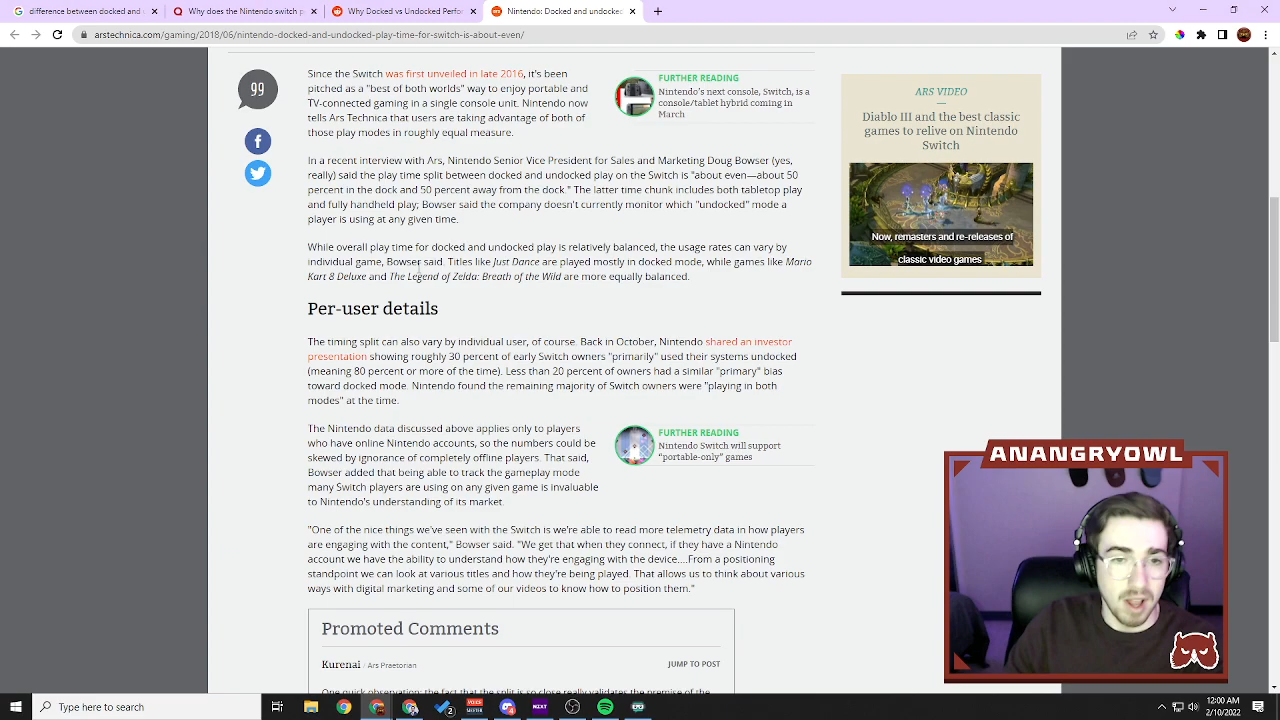 difference between docked and
Why does the Nintendo switch p
Why is Undocked vs Docked Perfo
Nintendo: Docked and undocked
arstechnica.com/gaming/2018/06/nintendo-docked-and-undocked-play-time-for-switch-is-about-even/
99
Since the Switch was first unveiled in late 2016, it's been
pitched as a "best of both worlds" way to enjoy portable and
TV-connected gaming in a single console unit. Nintendo now
tells Ars Technica that users are taking advantage of both
those play modes in roughly equal measure.
FURTHER READING
Nintendo's next console, Switch, is a
console/tablet hybrid coming in
March
In a recent interview with Ars, Nintendo Senior Vice President for Sales and Marketing Doug Bowser (yes,
really) said the play time split between docked and undocked play on the Switch is "about even—about 50
percent in the dock and 50 percent away from the dock." The latter time chunk includes both tabletop play
and fully handheld play; Bowser said the company doesn't currently monitor which "undocked" mode a
player is using at any given time.
While overall play time for docked and undocked play is relatively balanced, the usage rates can vary by
individual game, Bowser said. Titles like Just Dance are played mostly in docked mode, while games like Mario
Kart 8 Deluxe and The Legend of Zelda: Breath of the Wild are more equally balanced.
Per-user details
The timing split can also vary by individual user, of course. Back in October, Nintendo shared an investor
presentation showing roughly 30 percent of early Switch owners "primarily" used their systems undocked
(meaning 80 percent or more of the time). Less than 20 percent of owners had a similar "primary" bias
toward docked mode. Nintendo found the remaining majority of Switch owners were "playing in both
modes" at the time.
The Nintendo data discussed above applies only to players
who have online Nintendo accounts, so the numbers could be
skewed by ignorance of completely offline players. That said,
Bowser added that being able to track the gameplay mode
many Switch players are using on any given game is invaluable
to Nintendo's understanding of its market.
FURTHER READING
Nintendo Switch will support
"portable-only" games
"One of the nice things we've seen with the Switch is we're able to read more telemetry data in how players
are engaging with the content," Bowser said. "We get that when they connect, if they have a Nintendo
account we have the ability to understand how they're engaging with the device....From a positioning
standpoint we can look at various titles and how they're being played. That allows us to think about various
ways with digital marketing and some of our videos to know how to position them."
Promoted Comments
Kurenai / Ars Praetorian
JUMP TO POST
One quick observation: the fact that the split is so close really validates the premise of the
ARS VIDEO
Diablo III and the best classic
games to relive on Nintendo
Switch
Now, remasters and re-releases of
classic video games
ANANGRYOWL
Type here to search
2
NEXT
12:00 AM
2/10/2022